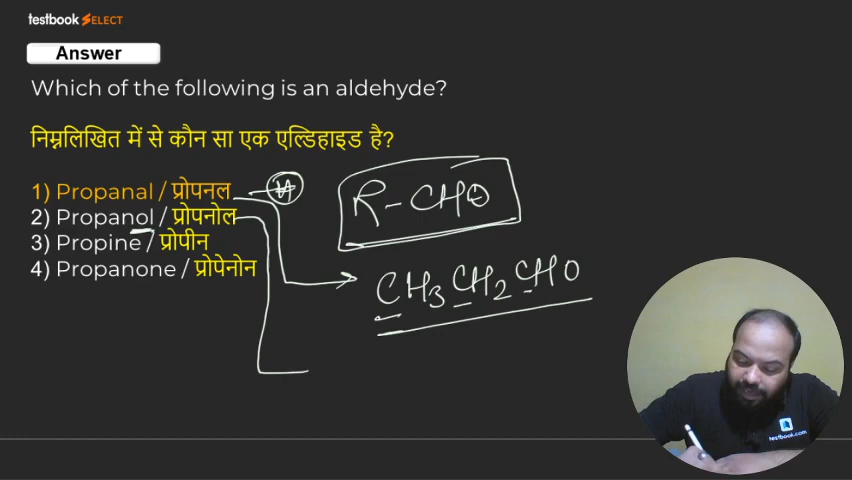 testbook SELECT
Answer
Which of the following is an aldehyde?
निम्नलिखित में से कौन सा एक एल्डिहाइड है?
1) Propanal / प्रोपनल
2) Propanol / प्रोपनोल
3) Propine / प्रोपीन
4) Propanone / प्रोपेनोन
R-CHO
CH3CH2CHO
testbook.com